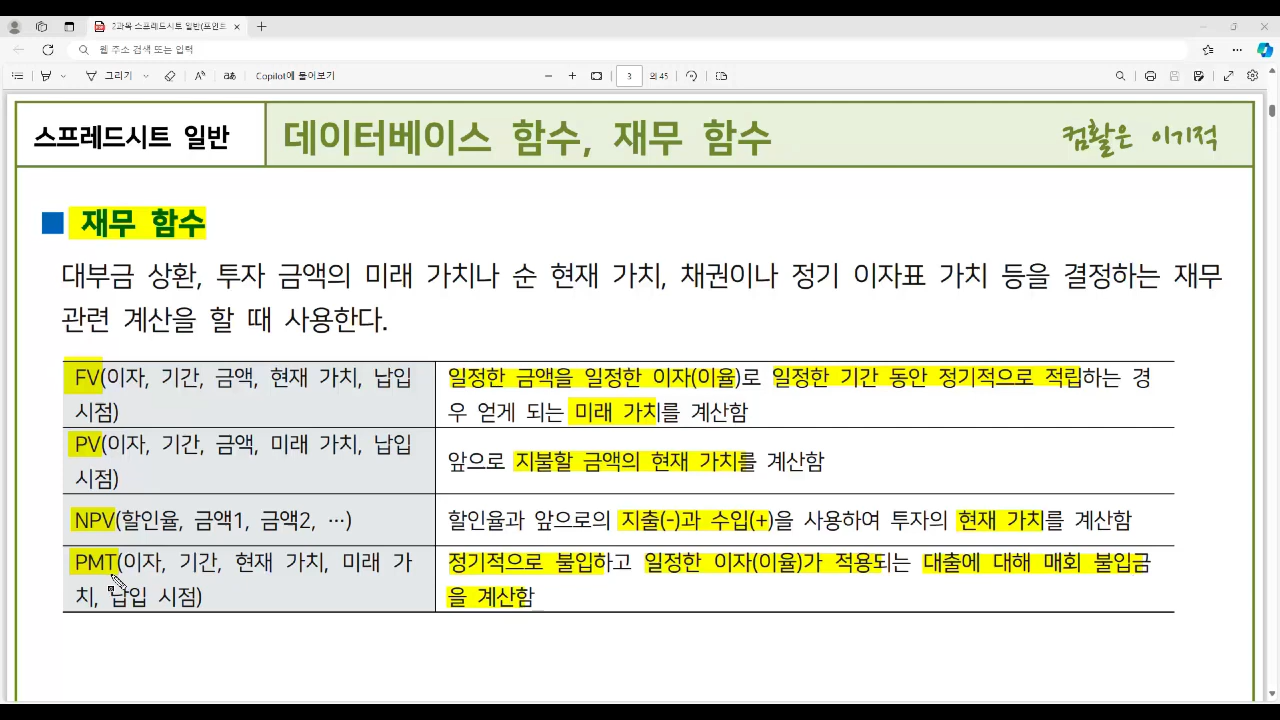 2과목 스프레드시트 일반(포인트
웹 주소 검색 또는 입력
그리기
Copilot에 물어보기
3 의 45
스프레드시트 일반
데이터베이스 함수, 재무 함수
컴활은 이기적
재무 함수
대부금 상환, 투자 금액의 미래 가치나 순 현재 가치, 채권이나 정기 이자표 가치 등을 결정하는 재무
관련 계산을 할 때 사용한다.
FV(이자, 기간, 금액, 현재 가치, 납입
시점)
일정한 금액을 일정한 이자(이율)로 일정한 기간 동안 정기적으로 적립하는 경
우 얻게 되는 미래 가치를 계산함
PV(이자, 기간, 금액, 미래 가치, 납입
시점)
앞으로 지불할 금액의 현재 가치를 계산함
NPV(할인율, 금액1, 금액2, …)
할인율과 앞으로의 지출(-)과 수입(+)을 사용하여 투자의 현재 가치를 계산함
PMT(이자, 기간, 현재 가치, 미래 가
치, 납입 시점)
정기적으로 불입하고 일정한 이자(이율)가 적용되는 대출에 대해 매회 불입금
을 계산함